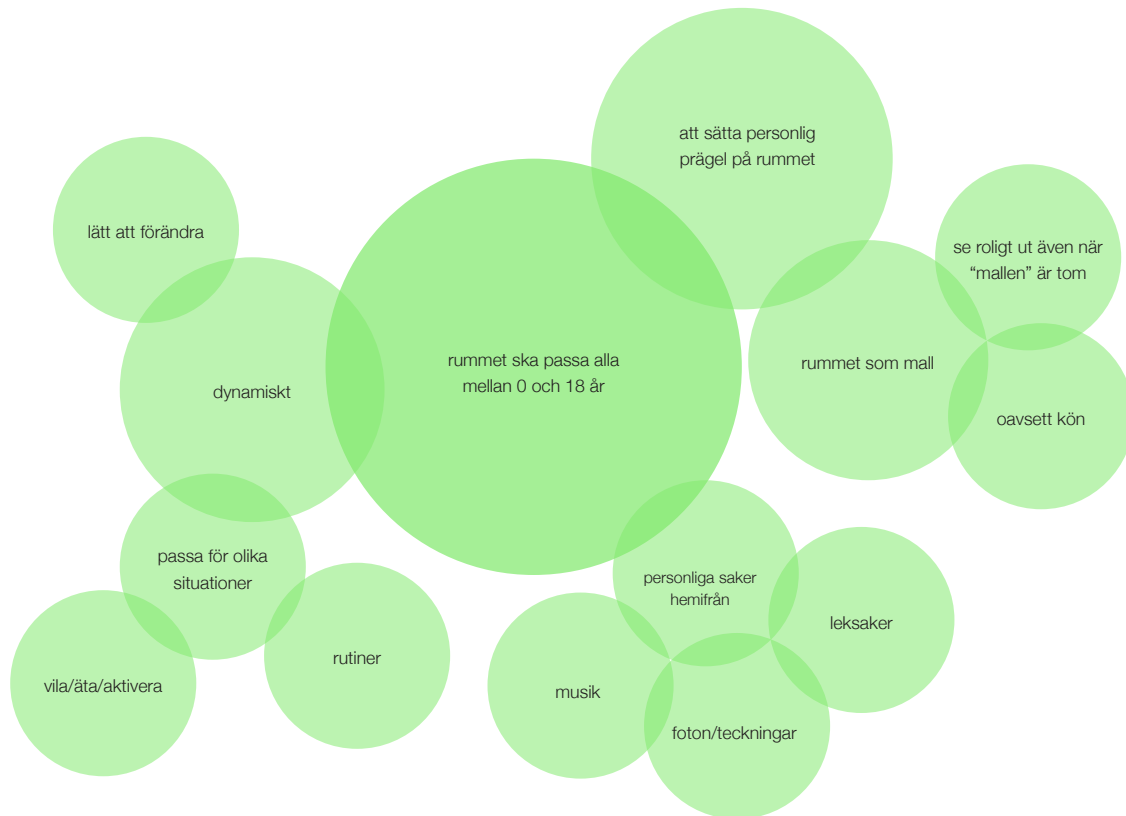 att sätta personlig
prägel på rummet
lätt att förändra
se roligt ut även när
“mallen” är tom
rummet ska passa alla
mellan 0 och 18 år
rummet som mall
dynamiskt
oavsett kön
passa för olika
situationer
personliga saker
hemifrån
leksaker
rutiner
vila/äta/aktivera
musik
foton/teckningar